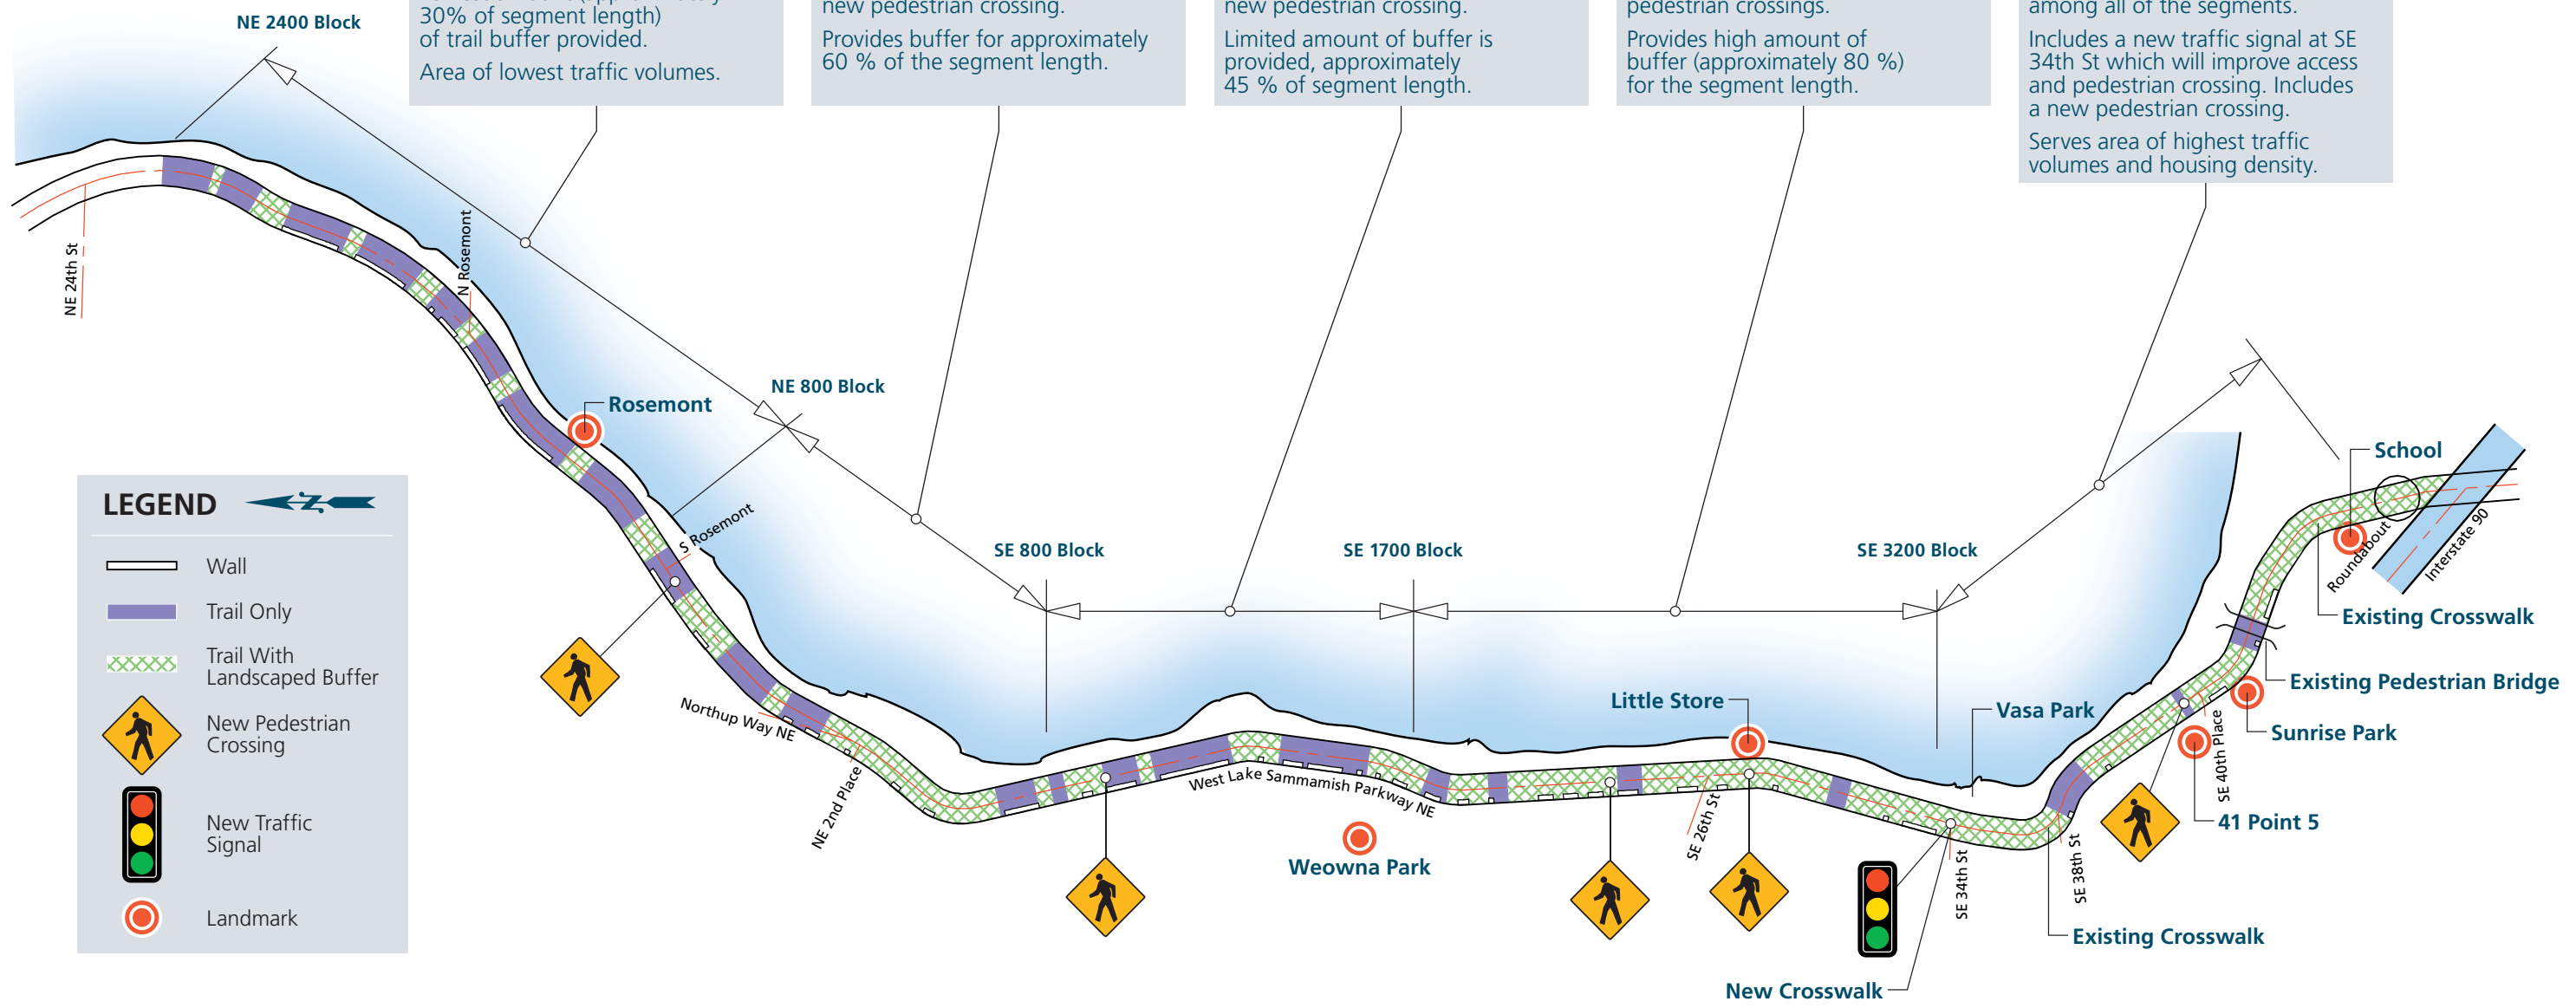 30% of segment length)
of trail buffer provided.
Area of lowest traffic volumes.
new pedestrian crossing.
Provides buffer for approximately
60 % of the segment length.
new pedestrian crossing.
Limited amount of buffer is
provided, approximately
45 % of segment length.
pedestrian crossings.
Provides high amount of
buffer (approximately 80 %)
for the segment length.
among all of the segments.
Includes a new traffic signal at SE
34th St which will improve access
and pedestrian crossing. Includes
a new pedestrian crossing.
Serves area of highest traffic
volumes and housing density.
NE 2400 Block
NE 24th St
N Rosemont
Rosemont
NE 800 Block
S Rosemont
SE 800 Block
SE 1700 Block
SE 3200 Block
School
Roundabout
Interstate 90
Existing Crosswalk
Existing Pedestrian Bridge
Sunrise Park
SE 40th Place
41 Point 5
Little Store
Vasa Park
Northup Way NE
NE 2nd Place
West Lake Sammamish Parkway NE
Weowna Park
SE 26th St
SE 34th St
SE 38th St
Existing Crosswalk
New Crosswalk
LEGEND
N
Wall
Trail Only
Trail With
Landscaped Buffer
New Pedestrian
Crossing
New Traffic
Signal
Landmark